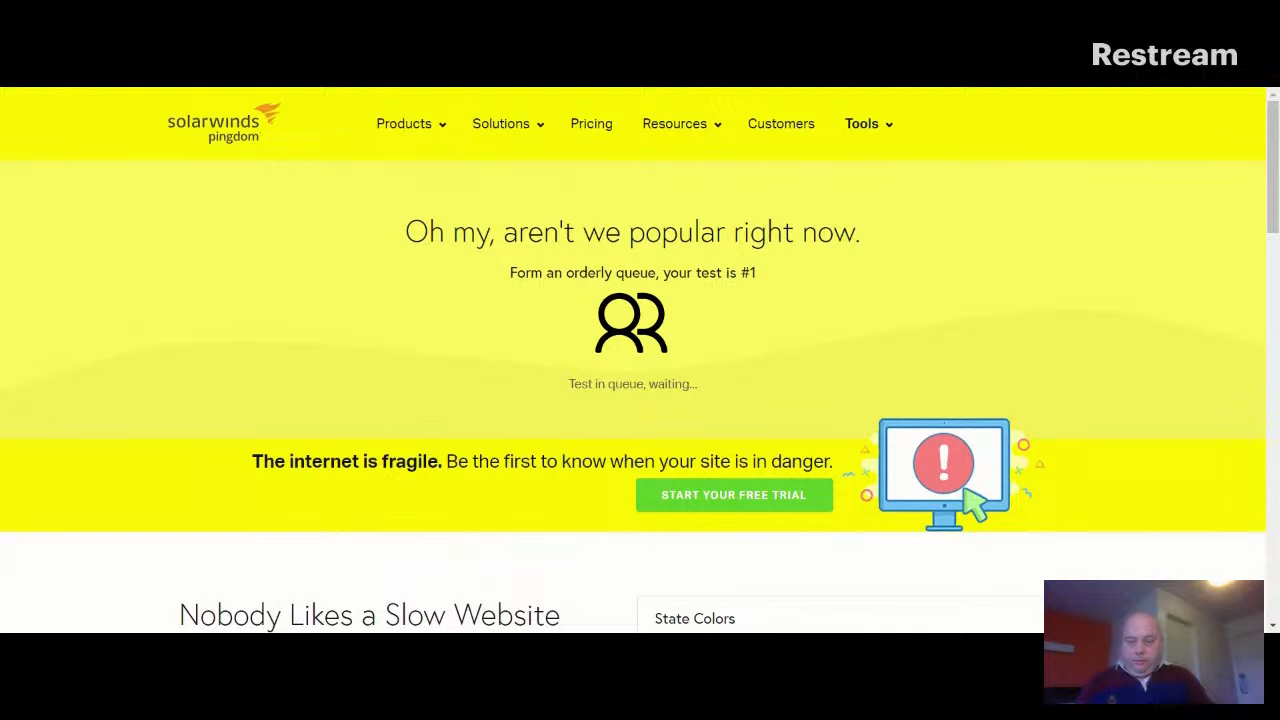 Restream
solarwinds
pingdom
Products
Solutions
Pricing
Resources
Customers
Tools
Oh my, aren't we popular right now.
Form an orderly queue, your test is #1
Test in queue, waiting...
The internet is fragile. Be the first to know when your site is in danger.
START YOUR FREE TRIAL
!
Nobody Likes a Slow Website
State Colors